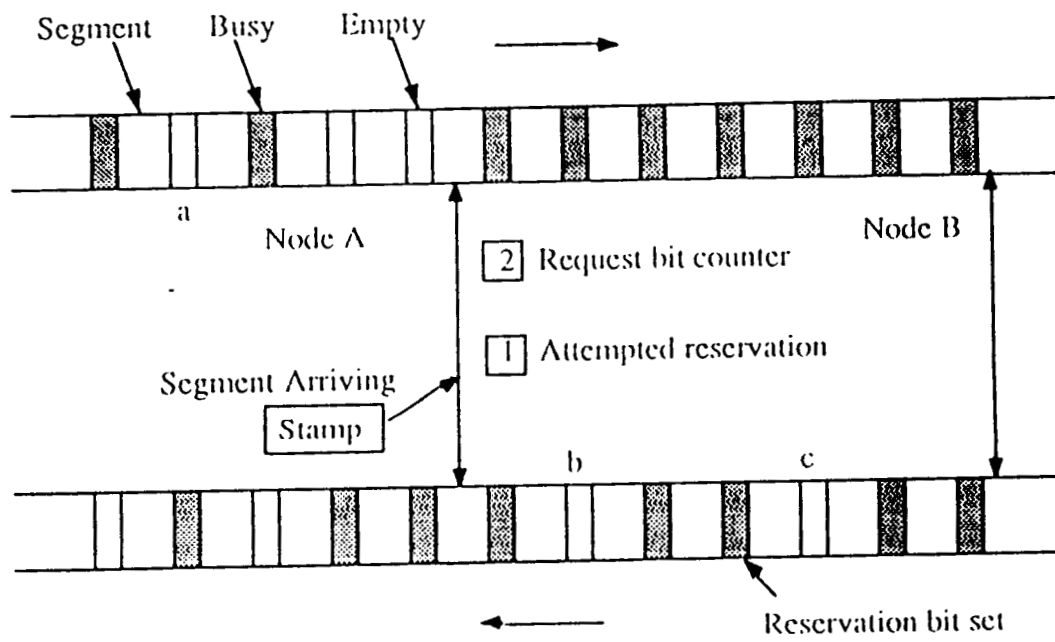 Segment
Busy
Empty
a
Node A
Node B
2 Request bit counter
1 Attempted reservation
Segment Arriving
Stamp
b
c
Reservation bit set